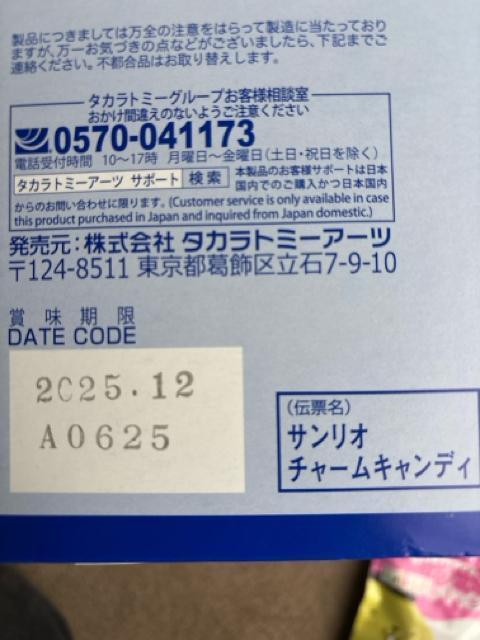 製品につきましては万全の注意をはらって製造に当たっており
ますが、万一お気づきの点などがございましたら、下記までご
連絡ください。不都合品はお取り替えします。
タカラトミーグループお客様相談室
おかけ間違えのないようご注意ください
0570-041173
電話受付時間 10〜17時 月曜日〜金曜日(土日・祝日を除く)
タカラトミーアーツ サポート 検索 本製品のお客様サポートは日本
国内でのご購入かつ日本国内
からのお問い合わせに限ります。(Customer service is only available in case
this product purchased in Japan and inquired from Japan domestic.)
発売元:株式会社 タカラトミーアーツ
〒124-8511 東京都葛飾区立石7-9-10
賞味期限
DATE CODE
2025.12
A0625
(伝票名)
サンリオ
チャームキャンディ